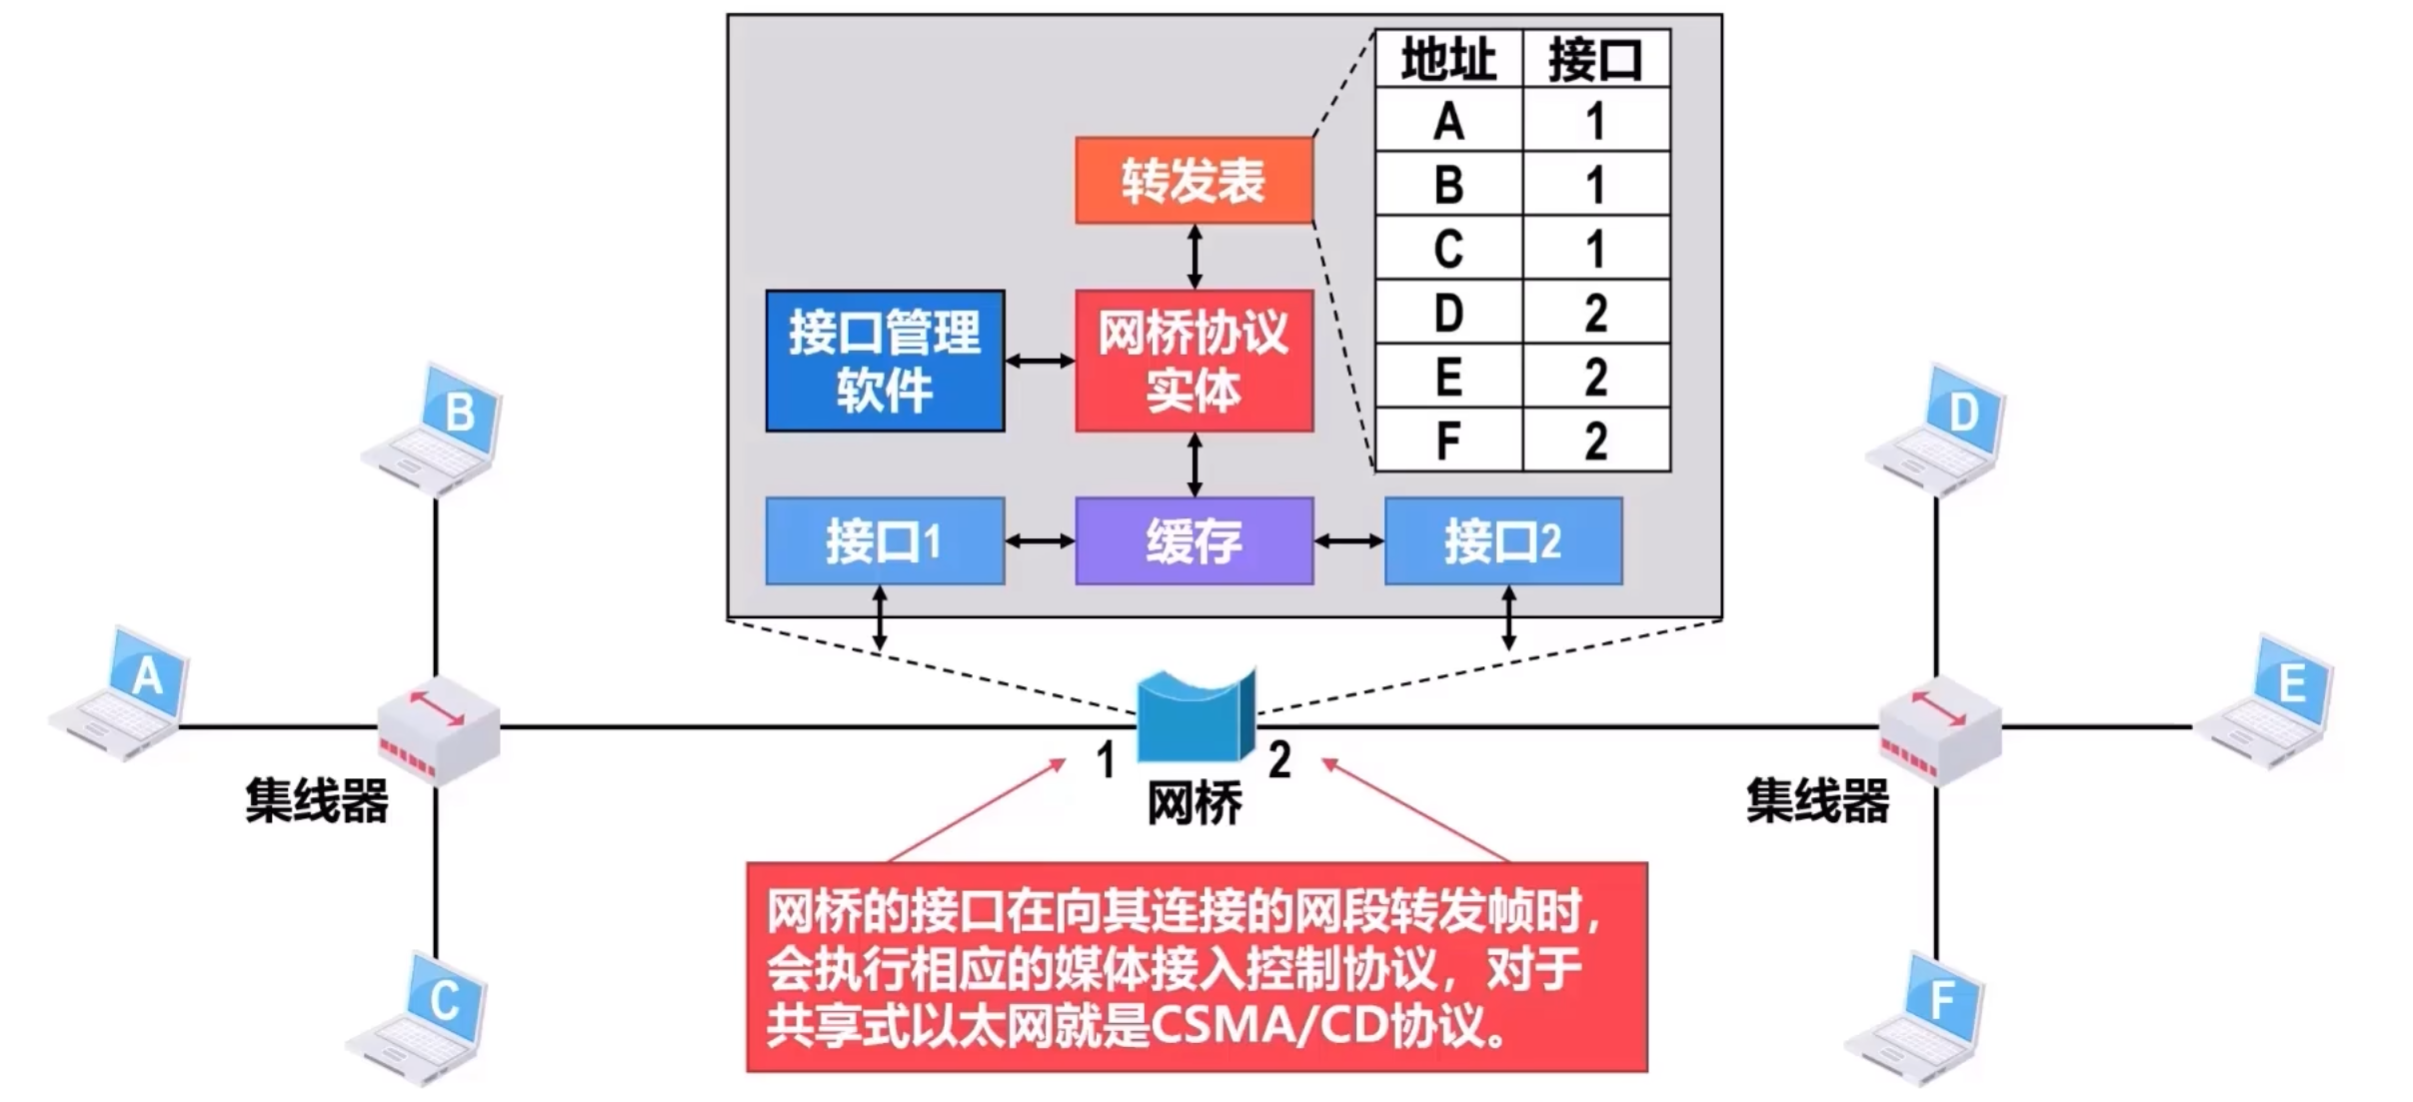 地址 接口
A 1
B 1
C 1
D 2
E 2
F 2
转发表
接口管理
软件
网桥协议
实体
接口1
缓存
接口2
B
A
C
集线器
1
2
网桥
D
E
F
集线器
网桥的接口在向其连接的网段转发帧时，
会执行相应的媒体接入控制协议，对于
共享式以太网就是CSMA/CD协议。